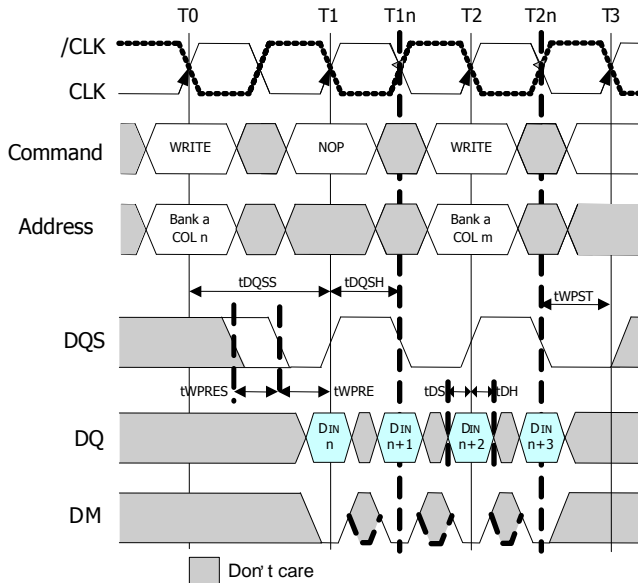 T0 T1 T1n T2 T2n T3
/CLK
CLK
Command WRITE NOP WRITE
Address Bank a COL n Bank a COL m
tDQSS tDQSH tWPST
DQS
tWPRES tWPRE tDS tDH
DQ DIN n DIN n+1 DIN n+2 DIN n+3
DM
Don't care